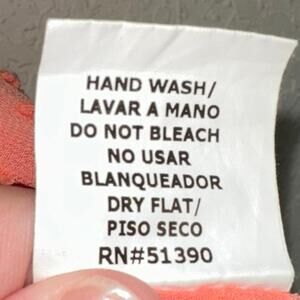 HAND WASH/
LAVAR A MANO
DO NOT BLEACH
NO USAR
BLANQUEADOR
DRY FLAT/
PISO SECO
RN#51390